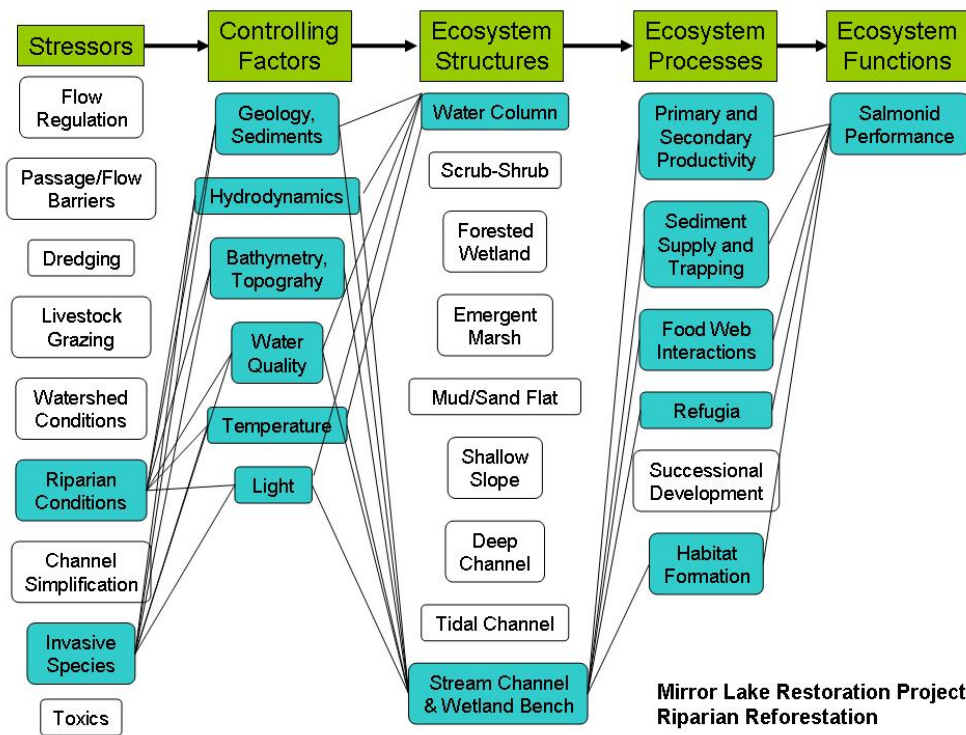 Stressors
Controlling
Factors
Ecosystem
Structures
Ecosystem
Processes
Ecosystem
Functions
Flow
Regulation
Passage/Flow
Barriers
Dredging
Livestock
Grazing
Watershed
Conditions
Riparian
Conditions
Channel
Simplification
Invasive
Species
Toxics
Geology,
Sediments
Hydrodynamics
Bathymetry,
Topograhy
Water
Quality
Temperature
Light
Water Column
Scrub-Shrub
Forested
Wetland
Emergent
Marsh
Mud/Sand Flat
Shallow
Slope
Deep
Channel
Tidal Channel
Stream Channel
& Wetland Bench
Primary and
Secondary
Productivity
Sediment
Supply and
Trapping
Food Web
Interactions
Refugia
Successional
Development
Habitat
Formation
Salmonid
Performance
Mirror Lake Restoration Project
Riparian Reforestation